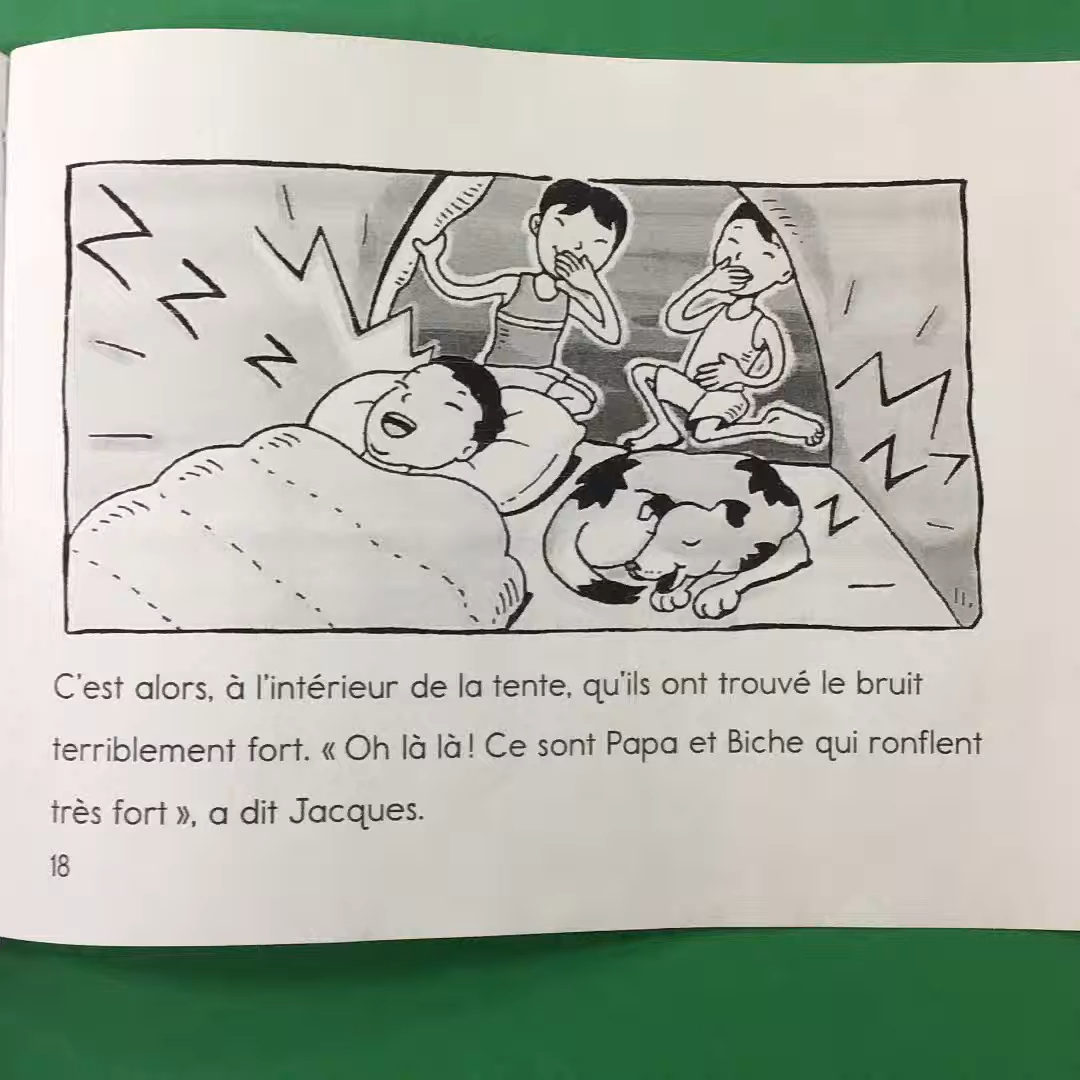 C'est alors, à l'intérieur de la tente, qu'ils ont trouvé le bruit
terriblement fort. « Oh là là ! Ce sont Papa et Biche qui ronflent
très fort », a dit Jacques.
18